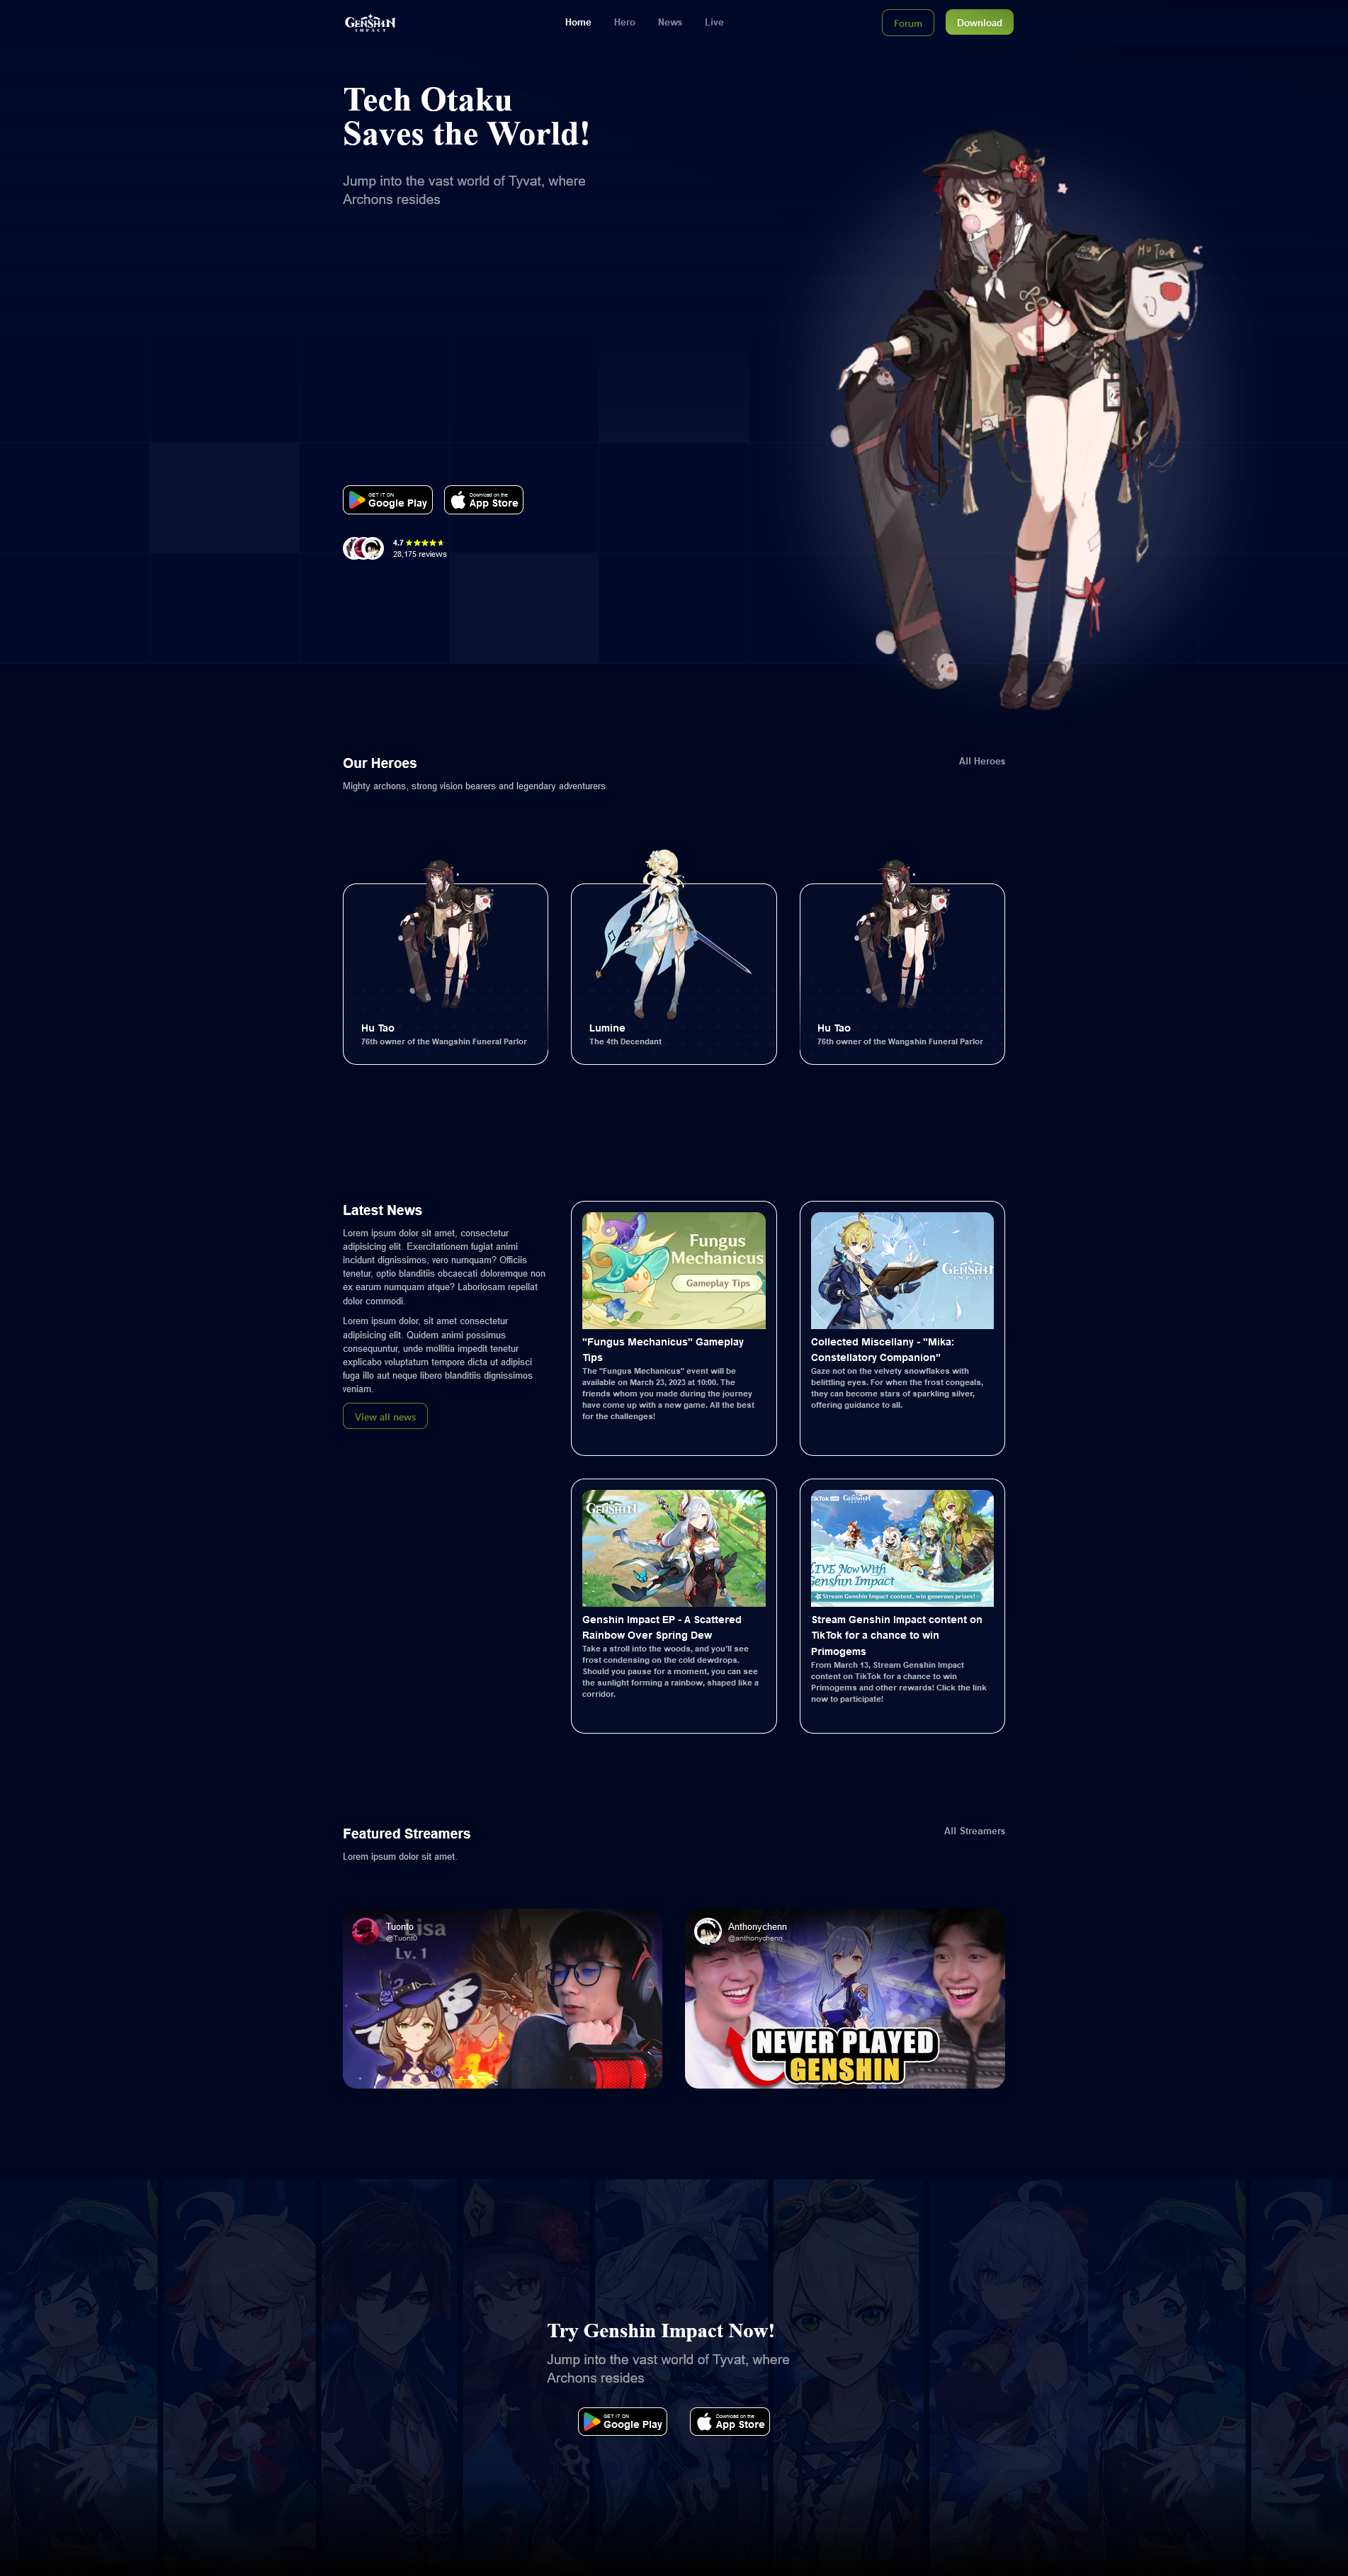 GENSHIN
IMPACT
Home
Hero
News
Live
Forum
Download
Tech Otaku
Saves the World!
Jump into the vast world of Tyvat, where
Archons resides
Hu Tao
GET IT ON
Google Play
Download on the
App Store
4.7
28,175 reviews
Our Heroes
All Heroes
Mighty archons, strong vision bearers and legendary adventurers
Hu Tao
76th owner of the Wangshin Funeral Parlor
Lumine
The 4th Decendant
Hu Tao
76th owner of the Wangshin Funeral Parlor
Latest News
Lorem ipsum dolor sit amet, consectetur
adipisicing elit. Exercitationem fugiat animi
incidunt dignissimos, vero numquam? Officiis
tenetur, optio blanditiis obcaecati doloremque non
ex earum numquam atque? Laboriosam repellat
dolor commodi.
Lorem ipsum dolor, sit amet consectetur
adipisicing elit. Quidem animi possimus
consequuntur, unde mollitia impedit tenetur
explicabo voluptatum tempore dicta ut adipisci
fuga illo aut neque libero blanditiis dignissimos
veniam.
View all news
Fungus
Mechanicus
Gameplay Tips
"Fungus Mechanicus" Gameplay
Tips
The "Fungus Mechanicus" event will be
available on March 23, 2023 at 10:00. The
friends whom you made during the journey
have come up with a new game. All the best
for the challenges!
GENSHIN
IMPACT
Collected Miscellany - "Mika:
Constellatory Companion"
Gaze not on the velvety snowflakes with
belittling eyes. For when the frost congeals,
they can become stars of sparkling silver,
offering guidance to all.
GENSHIN
Genshin Impact EP - A Scattered
Rainbow Over Spring Dew
Take a stroll into the woods, and you'll see
frost condensing on the cold dewdrops.
Should you pause for a moment, you can see
the sunlight forming a rainbow, shaped like a
corridor.
TikTok
GENSHIN
LIVE Now With
Genshin Impact
Stream Genshin Impact content, win generous prizes!
Stream Genshin Impact content on
TikTok for a chance to win
Primogems
From March 13, Stream Genshin Impact
content on TikTok for a chance to win
Primogems and other rewards! Click the link
now to participate!
Featured Streamers
All Streamers
Lorem ipsum dolor sit amet.
Tuonto
@Tuont0
Lisa
Lv. 1
Anthonychenn
@anthonychenn
NEVER PLAYED
GENSHIN
Try Genshin Impact Now!
Jump into the vast world of Tyvat, where
Archons resides
GET IT ON
Google Play
Download on the
App Store